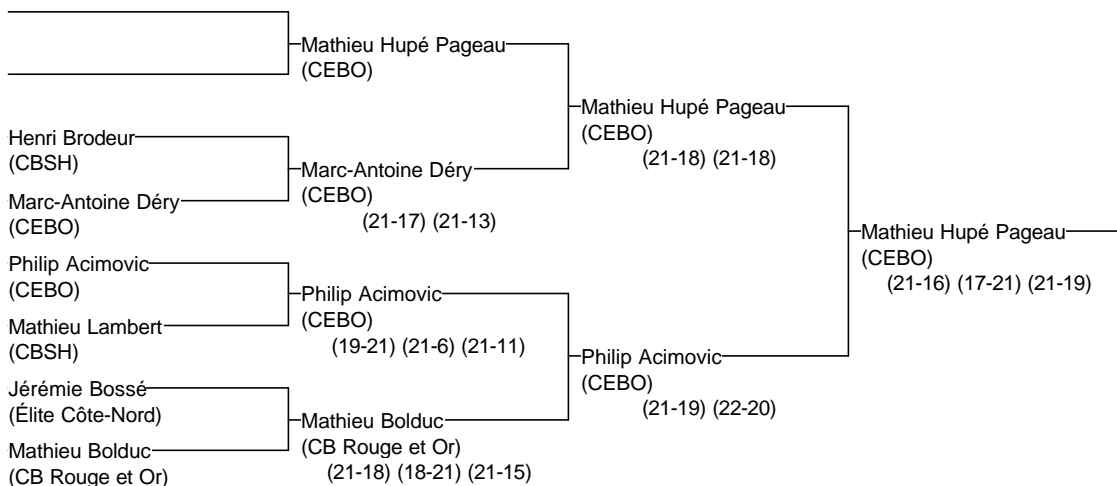 Mathieu Hupé Pageau
(CEBO)
Mathieu Hupé Pageau
(CEBO)
(21-18) (21-18)
Henri Brodeur
(CBSH)
Marc-Antoine Déry
(CEBO)
(21-17) (21-13)
Marc-Antoine Déry
(CEBO)
Mathieu Hupé Pageau
(CEBO)
(21-16) (17-21) (21-19)
Philip Acimovic
(CEBO)
Philip Acimovic
(CEBO)
(19-21) (21-6) (21-11)
Mathieu Lambert
(CBSH)
Philip Acimovic
(CEBO)
(21-19) (22-20)
Jérémie Bossé
(Élite Côte-Nord)
Mathieu Bolduc
(CB Rouge et Or)
(21-18) (18-21) (21-15)
Mathieu Bolduc
(CB Rouge et Or)